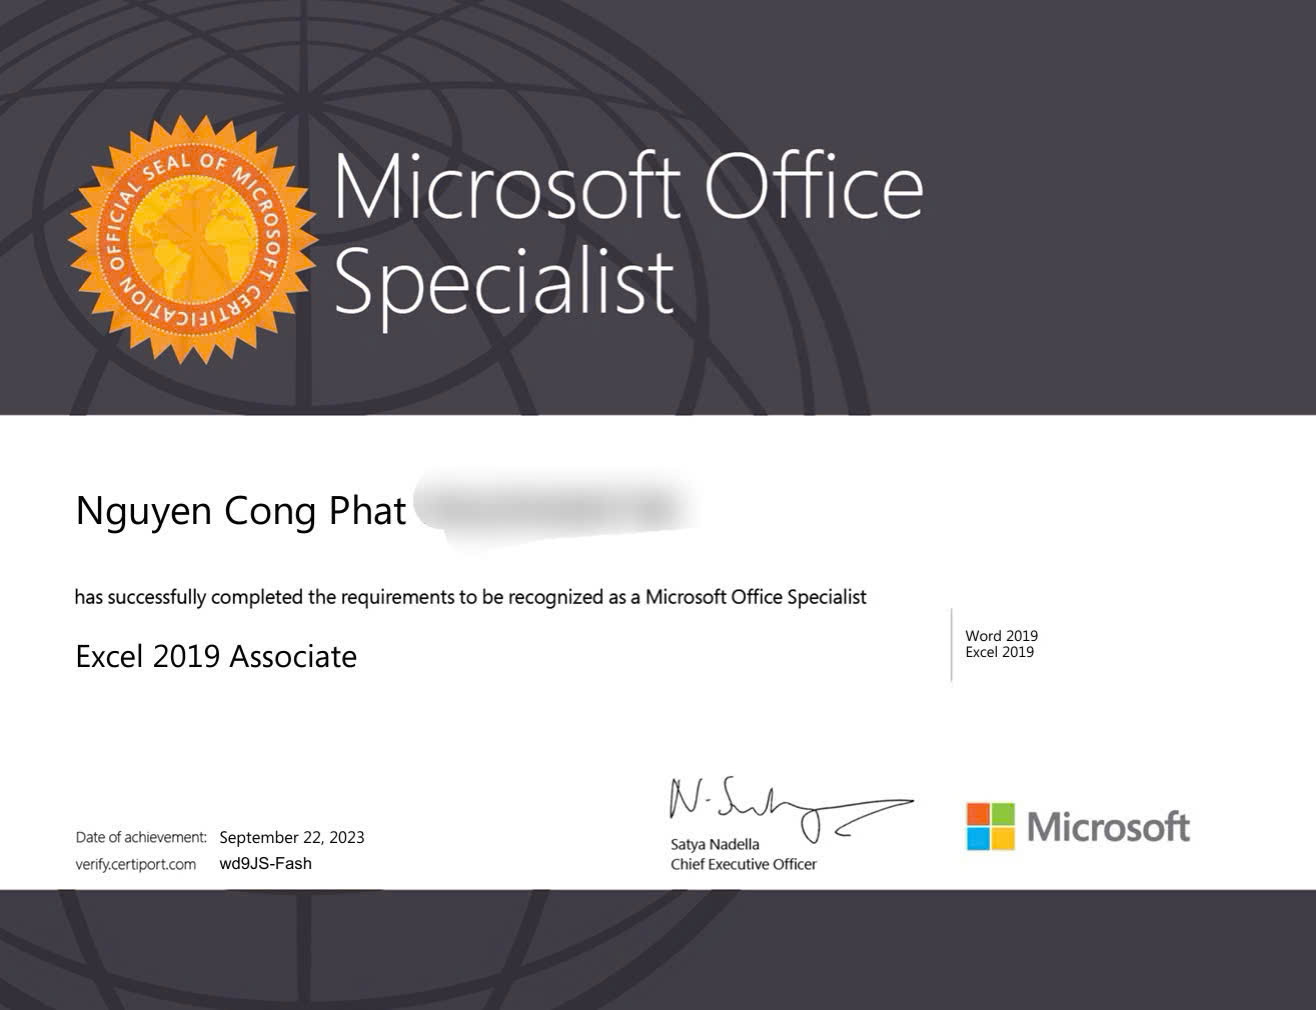 OFFICIAL SEAL OF MICROSOFT CERTIFICATION
Microsoft Office
Specialist
Nguyen Cong Phat
has successfully completed the requirements to be recognized as a Microsoft Office Specialist
Excel 2019 Associate
Word 2019
Excel 2019
Date of achievement: September 22, 2023
verify.certiport.com wd9JS-Fash
Satya Nadella
Chief Executive Officer
Microsoft